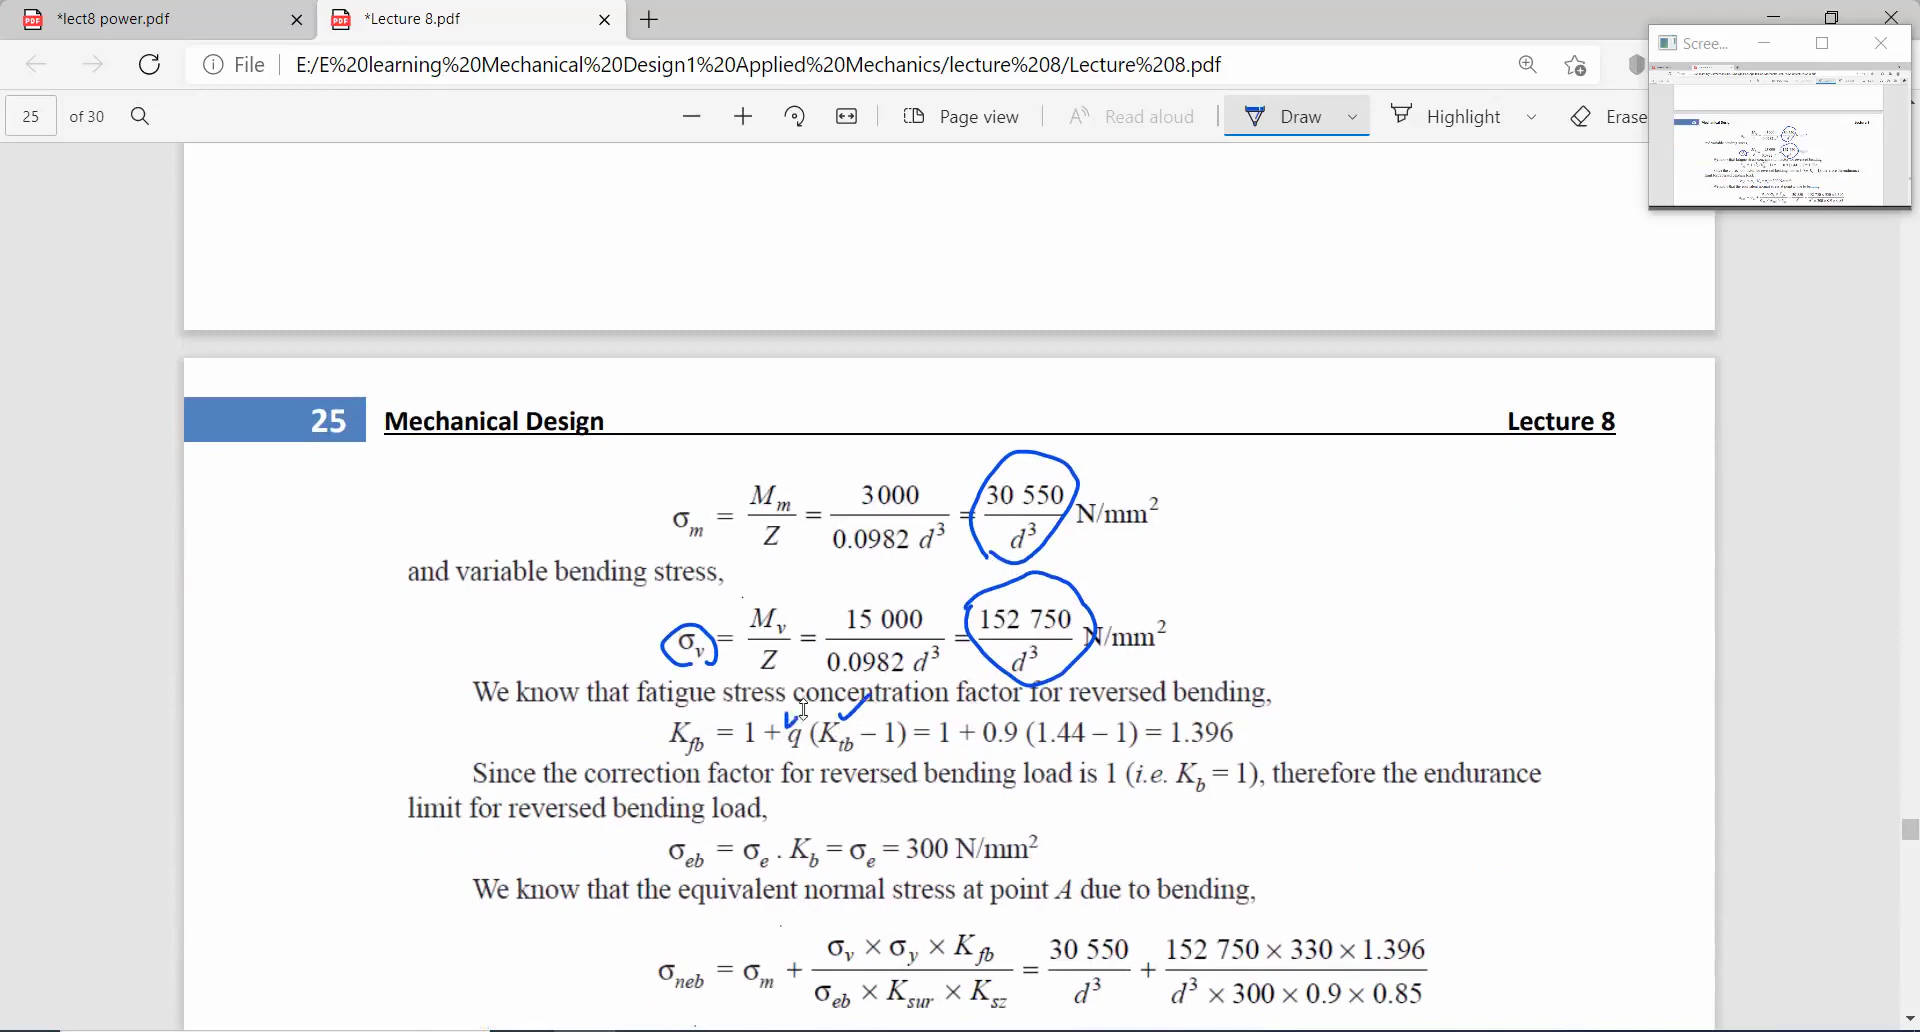 *lect8 power.pdf
*Lecture 8.pdf
Scree...
File
E:/E%20learning%20Mechanical%20Design1%20Applied%20Mechanics/lecture%208/Lecture%208.pdf
25 of 30
Page view
Read aloud
Draw
Highlight
Erase
25 Mechanical Design Lecture 8
σm = Mm / Z = 3000 / 0.0982 d³ = 30 550 / d³ N/mm²
and variable bending stress,
σv = Mv / Z = 15 000 / 0.0982 d³ = 152 750 / d³ N/mm²
We know that fatigue stress concentration factor for reversed bending,
Kfb = 1 + q (Ktb – 1) = 1 + 0.9 (1.44 – 1) = 1.396
Since the correction factor for reversed bending load is 1 (i.e. Kb = 1), therefore the endurance
limit for reversed bending load,
σeb = σe . Kb = σe = 300 N/mm²
We know that the equivalent normal stress at point A due to bending,
σneb = σm + σv × σy × Kfb / σeb × Ksur × Ksz = 30 550 / d³ + 152 750 × 330 × 1.396 / d³ × 300 × 0.9 × 0.85